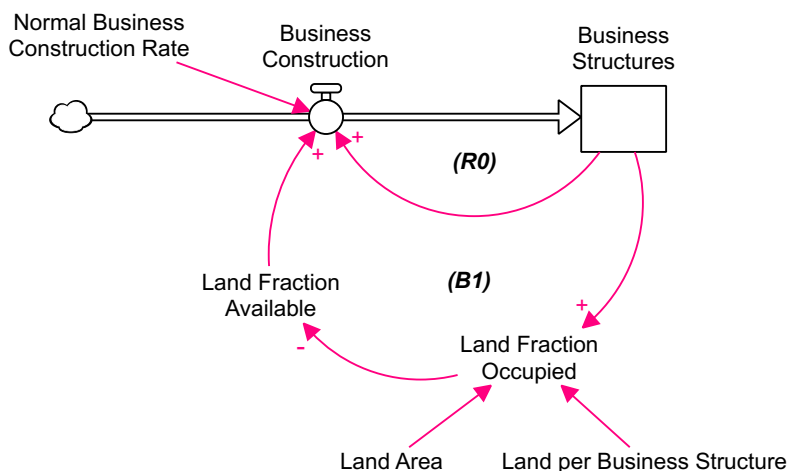 Normal Business
Construction Rate
Business
Construction
Business
Structures
+
+
(R0)
Land Fraction
Available
(B1)
+
-
Land Fraction
Occupied
Land Area
Land per Business Structure